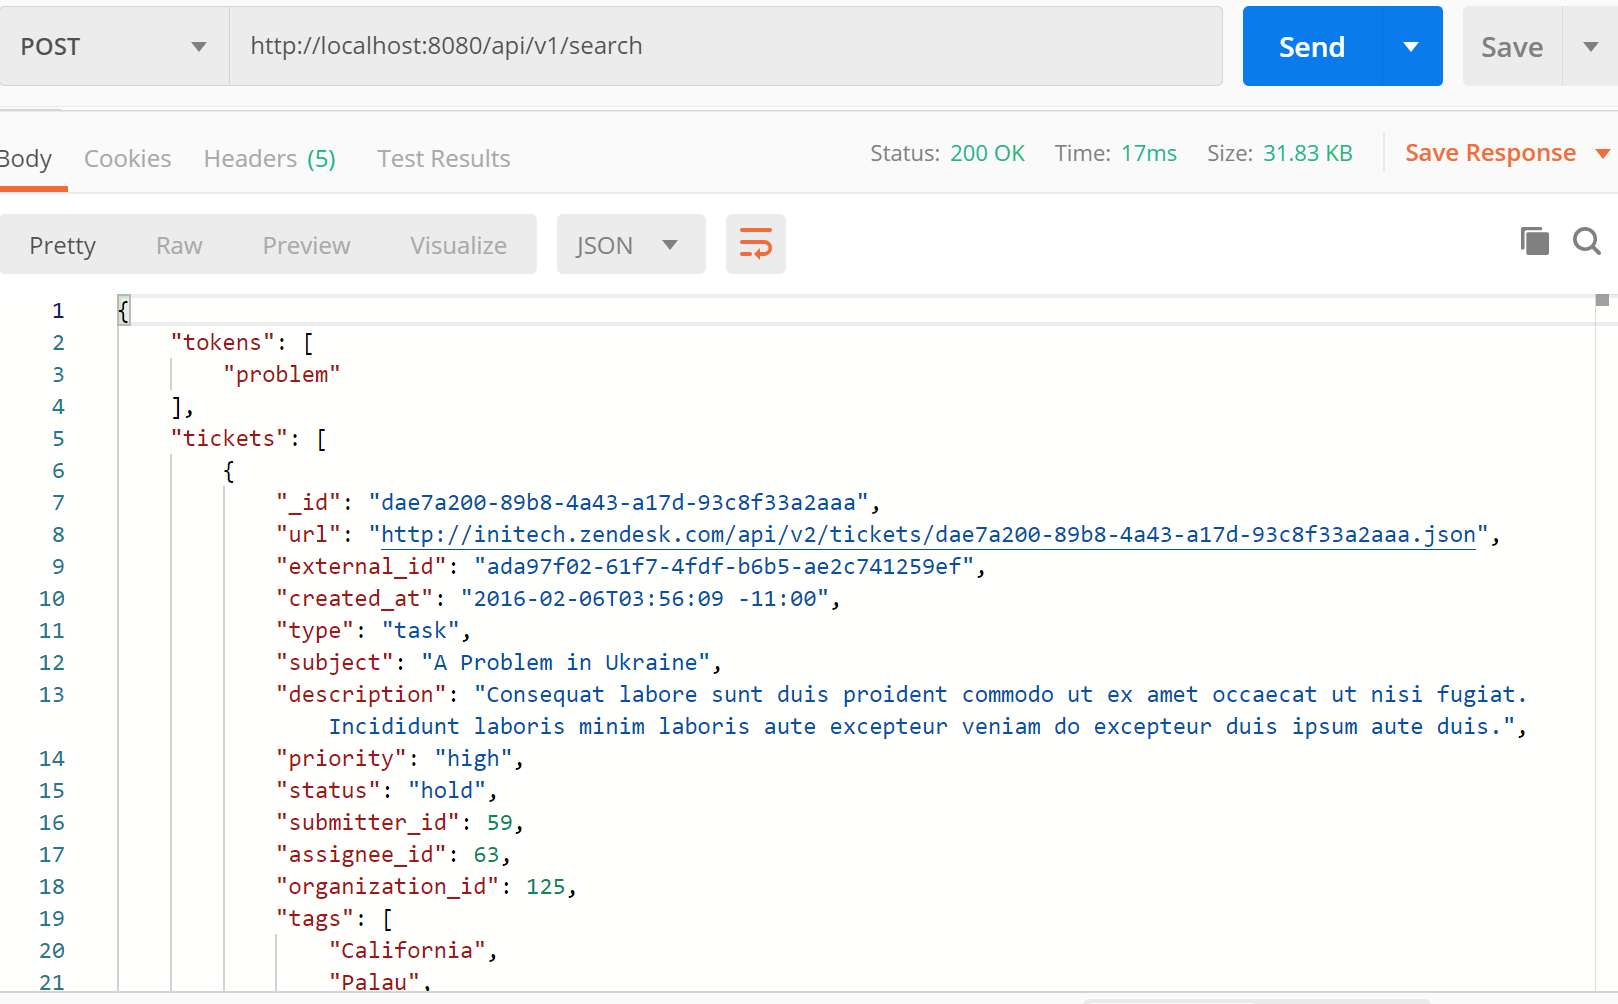 POST http://localhost:8080/api/v1/search Send Save
Body Cookies Headers (5) Test Results Status: 200 OK Time: 17ms Size: 31.83 KB Save Response
Pretty Raw Preview Visualize JSON
1 {
2 "tokens": [
3 "problem"
4 ],
5 "tickets": [
6 {
7 "_id": "dae7a200-89b8-4a43-a17d-93c8f33a2aaa",
8 "url": "http://initech.zendesk.com/api/v2/tickets/dae7a200-89b8-4a43-a17d-93c8f33a2aaa.json",
9 "external_id": "ada97f02-61f7-4fdf-b6b5-ae2c741259ef",
10 "created_at": "2016-02-06T03:56:09 -11:00",
11 "type": "task",
12 "subject": "A Problem in Ukraine",
13 "description": "Consequat labore sunt duis proident commodo ut ex amet occaecat ut nisi fugiat.
Incididunt laboris minim laboris aute excepteur veniam do excepteur duis ipsum aute duis.",
14 "priority": "high",
15 "status": "hold",
16 "submitter_id": 59,
17 "assignee_id": 63,
18 "organization_id": 125,
19 "tags": [
20 "California",
21 "Palau",